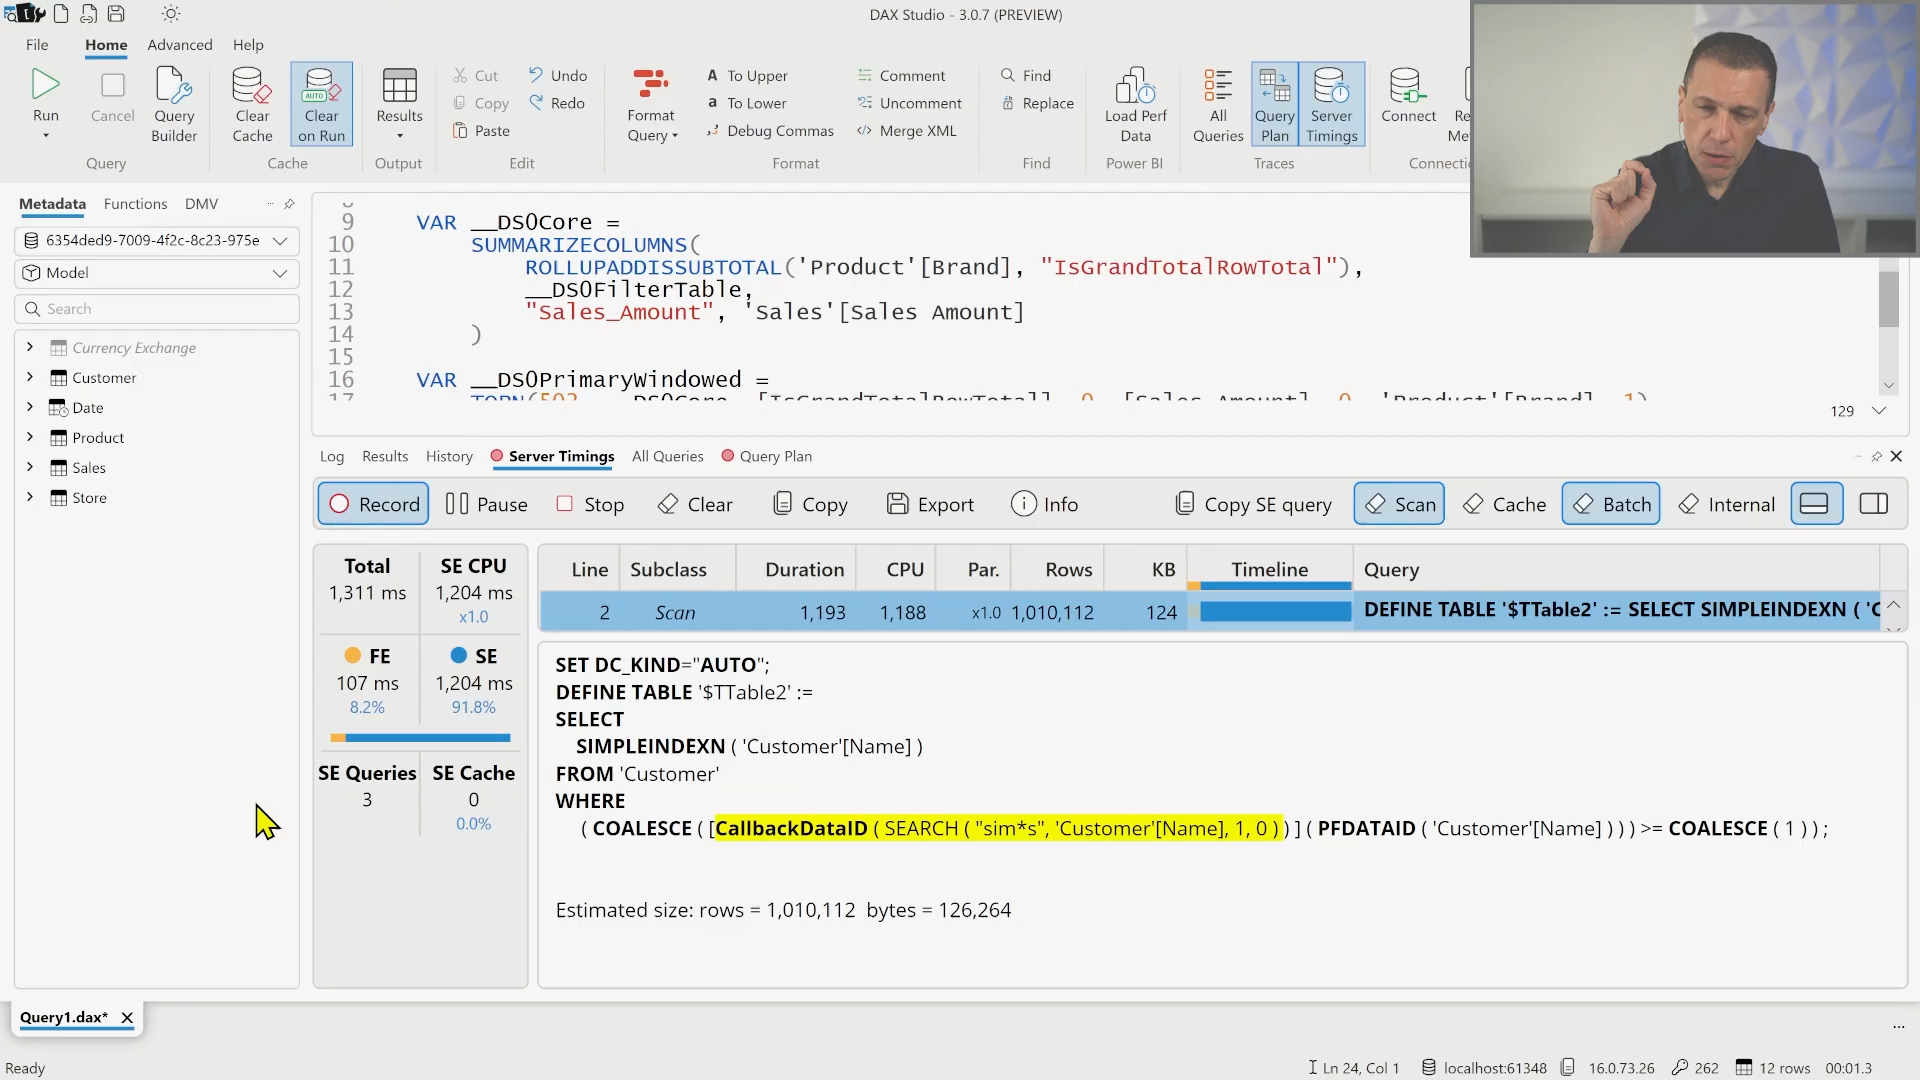 DAX Studio - 3.0.7 (PREVIEW)
File Home Advanced Help
Run
Cancel
Query Builder
Query
Clear Cache
AUTO
Clear on Run
Cache
Results
Output
Cut
Copy
Paste
Undo
Redo
Edit
Format Query
To Upper
To Lower
Debug Commas
Comment
Uncomment
Merge XML
Format
Find
Replace
Find
Load Perf Data
Power BI
All Queries
Query Plan
Server Timings
Traces
Connect
Metadata Functions DMV
6354ded9-7009-4f2c-8c23-975e
Model
Search
Currency Exchange
Customer
Date
Product
Sales
Store
9 VAR __DS0Core =
10 SUMMARIZECOLUMNS(
11 ROLLUPADDISSUBTOTAL('Product'[Brand], "IsGrandTotalRowTotal"),
12 __DS0FilterTable,
13 "Sales_Amount", 'Sales'[Sales Amount]
14 )
15
16 VAR __DS0PrimaryWindowed =
17 TOPN(502, __DS0Core, [IsGrandTotalRowTotal], 0, [Sales_Amount], 0, 'Product'[Brand], 1)
129
Log Results History Server Timings All Queries Query Plan
Record Pause Stop Clear Copy Export Info Copy SE query Scan Cache Batch Internal
Total SE CPU
1,311 ms 1,204 ms
x1.0
FE SE
107 ms 1,204 ms
8.2% 91.8%
SE Queries SE Cache
3 0
0.0%
Line Subclass Duration CPU Par. Rows KB Timeline Query
2 Scan 1,193 1,188 x1.0 1,010,112 124 DEFINE TABLE '$TTable2' := SELECT SIMPLEINDEXN ( 'C
SET DC_KIND="AUTO";
DEFINE TABLE '$TTable2' :=
SELECT
SIMPLEINDEXN ( 'Customer'[Name] )
FROM 'Customer'
WHERE
( COALESCE ( [CallbackDataID ( SEARCH ( "sim*s", 'Customer'[Name], 1, 0 ) ) ] ( PFDATAID ( 'Customer'[Name] ) ) ) >= COALESCE ( 1 ) ) ;
Estimated size: rows = 1,010,112 bytes = 126,264
Query1.dax*
Ready
Ln 24, Col 1 localhost:61348 16.0.73.26 262 12 rows 00:01.3